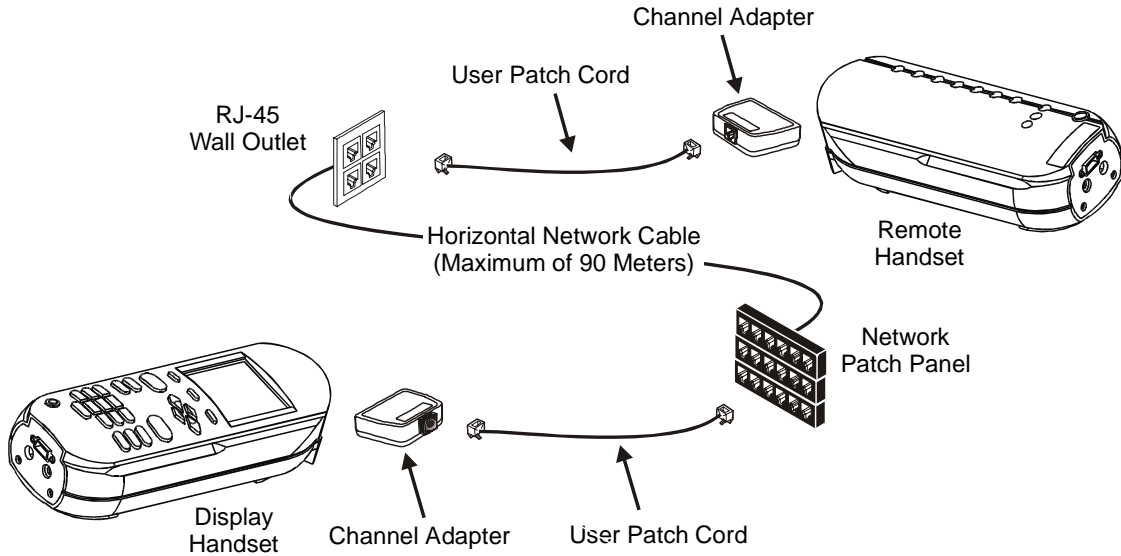 Channel Adapter
User Patch Cord
RJ-45
Wall Outlet
Remote
Handset
Horizontal Network Cable
(Maximum of 90 Meters)
Network
Patch Panel
Display
Handset
Channel Adapter
User Patch Cord